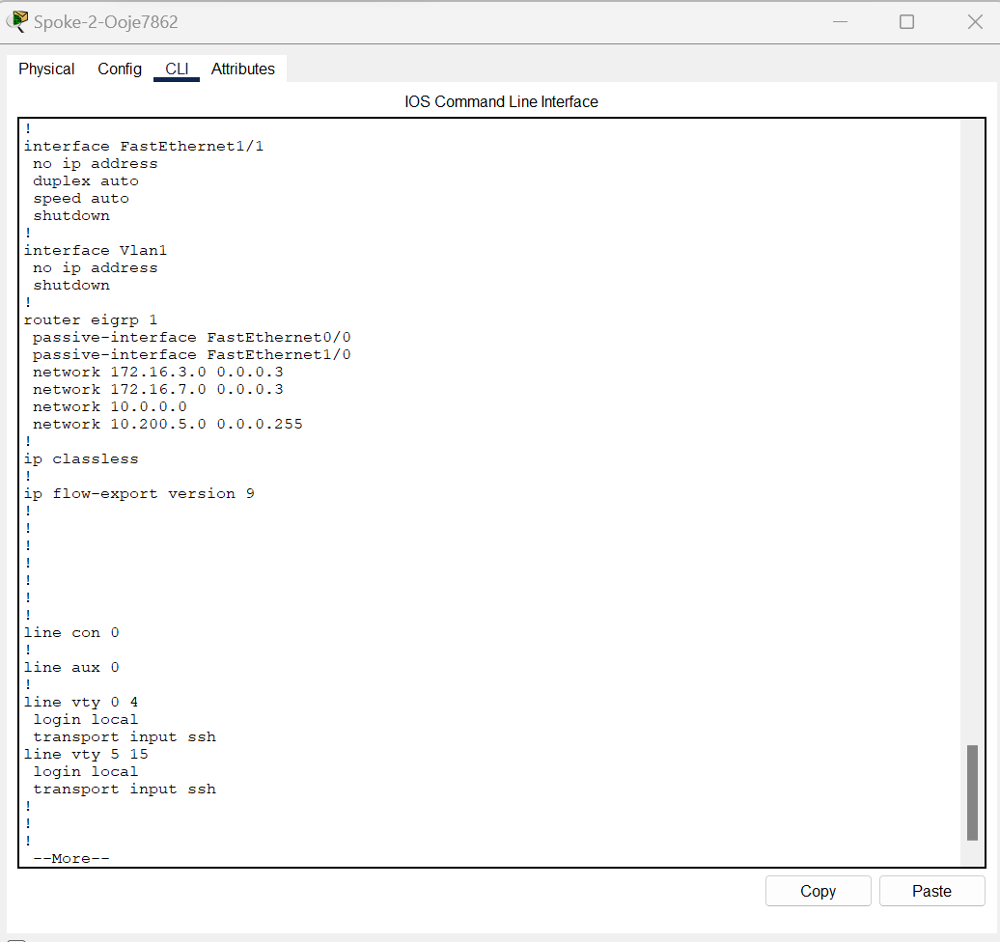 Spoke-2-Ooje7862
Physical Config CLI Attributes
IOS Command Line Interface
!
interface FastEthernet1/1
 no ip address
 duplex auto
 speed auto
 shutdown
!
interface Vlan1
 no ip address
 shutdown
!
router eigrp 1
 passive-interface FastEthernet0/0
 passive-interface FastEthernet1/0
 network 172.16.3.0 0.0.0.3
 network 172.16.7.0 0.0.0.3
 network 10.0.0.0
 network 10.200.5.0 0.0.0.255
!
ip classless
!
ip flow-export version 9
!
!
!
!
!
!
!
line con 0
!
line aux 0
!
line vty 0 4
 login local
 transport input ssh
line vty 5 15
 login local
 transport input ssh
!
!
!
 --More--
Copy Paste